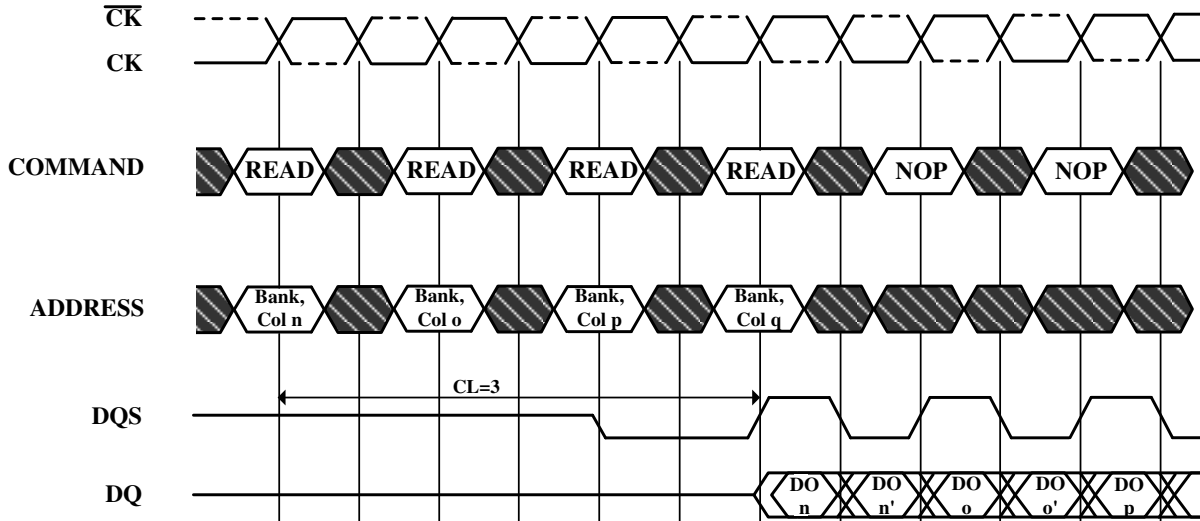 CK
CK
COMMAND READ READ READ READ NOP NOP
ADDRESS Bank, Col n Bank, Col o Bank, Col p Bank, Col q
CL=3
DQS
DQ DO n DO n' DO o DO o' DO p